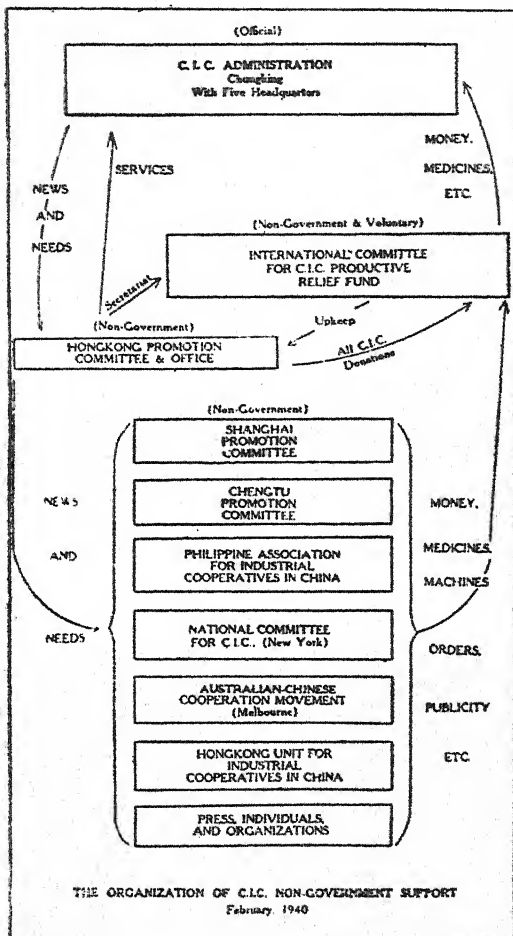 (Official)
C. I. C. ADMINISTRATION
Chungking
With Five Headquarters
NEWS
AND
NEEDS
SERVICES
MONEY,
MEDICINES,
ETC.
(Non-Government & Voluntary)
INTERNATIONAL COMMITTEE
FOR C.I.C. PRODUCTIVE
RELIEF FUND
Secretariat
Upkeep
(Non-Government)
HONGKONG PROMOTION
COMMITTEE & OFFICE
All C.I.C.
Donations
(Non-Government)
SHANGHAI
PROMOTION
COMMITTEE
CHENGTU
PROMOTION
COMMITTEE
PHILIPPINE ASSOCIATION
FOR INDUSTRIAL
COOPERATIVES IN CHINA
NATIONAL COMMITTEE
FOR C.I.C., (New York)
AUSTRALIAN-CHINESE
COOPERATION MOVEMENT
(Melbourne)
HONGKONG UNIT FOR
INDUSTRIAL
COOPERATIVES IN CHINA
PRESS, INDIVIDUALS,
AND ORGANIZATIONS
NEWS
AND
NEEDS
MONEY,
MEDICINES,
MACHINES
ORDERS,
PUBLICITY
ETC.
THE ORGANIZATION OF C.I.C. NON-GOVERNMENT SUPPORT
February, 1940